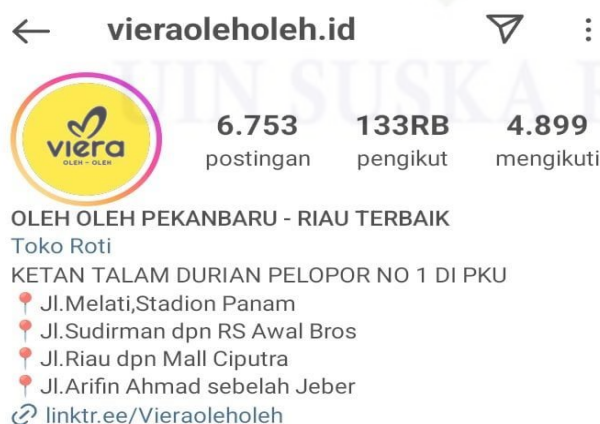 vieraoleholeh.id
UIN SUSKA R
viera
OLEH - OLEH
6.753 133RB 4.899
postingan pengikut mengikuti
OLEH OLEH PEKANBARU - RIAU TERBAIK
Toko Roti
KETAN TALAM DURIAN PELOPOR NO 1 DI PKU
Jl.Melati,Stadion Panam
Jl.Sudirman dpn RS Awal Bros
Jl.Riau dpn Mall Ciputra
Jl.Arifin Ahmad sebelah Jeber
linktr.ee/Vieraoleholeh